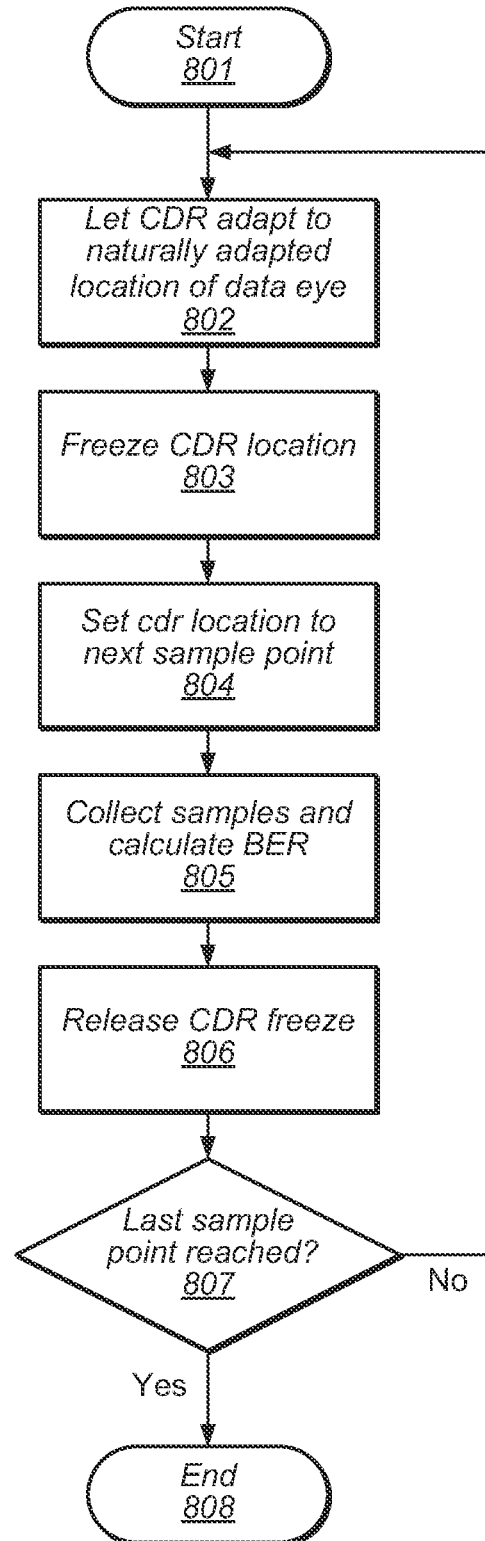 Start
801
Let CDR adapt to
naturally adapted
location of data eye
802
Freeze CDR location
803
Set cdr location to
next sample point
804
Collect samples and
calculate BER
805
Release CDR freeze
806
Last sample
point reached?
807
No
Yes
End
808